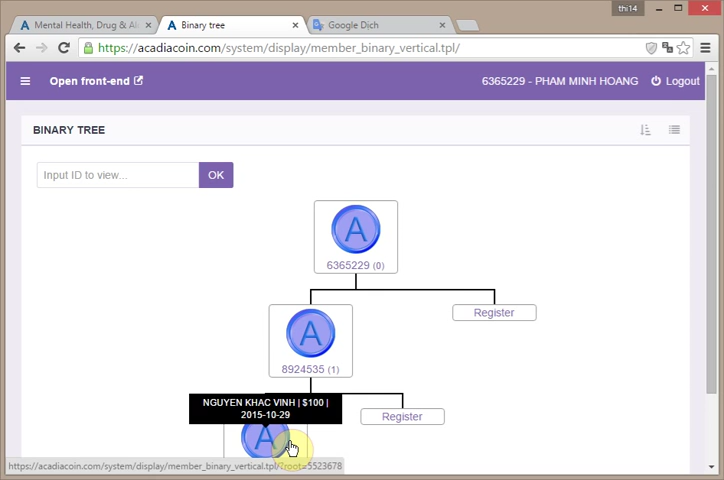 thi14
Mental Health, Drug & Al
Binary tree
Google Dịch
https://acadiacoin.com/system/display/member_binary_vertical.tpl/
Open front-end
6365229 - PHAM MINH HOANG
Logout
BINARY TREE
Input ID to view...
OK
A
6365229 (0)
A
8924535 (1)
Register
NGUYEN KHAC VINH | $100 |
2015-10-29
Register
A
https://acadiacoin.com/system/display/member_binary_vertical.tpl/?root=5523678